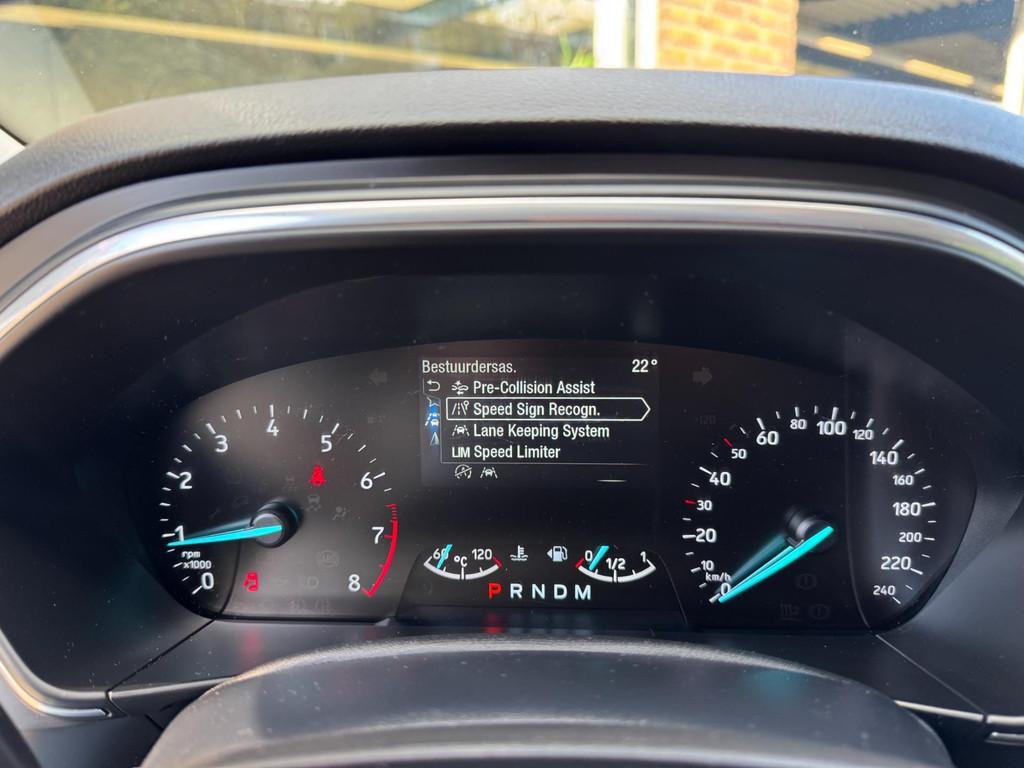 Bestuurdersas. 22°
Pre-Collision Assist
Speed Sign Recogn.
Lane Keeping System
LIM Speed Limiter
0
1
2
3
4
5
6
7
8
rpm
x1000
60 °C 120
0 1/2 1
P R N D M
0
10
20
30
40
50
60
80
100
120
140
160
180
200
220
240
km/h